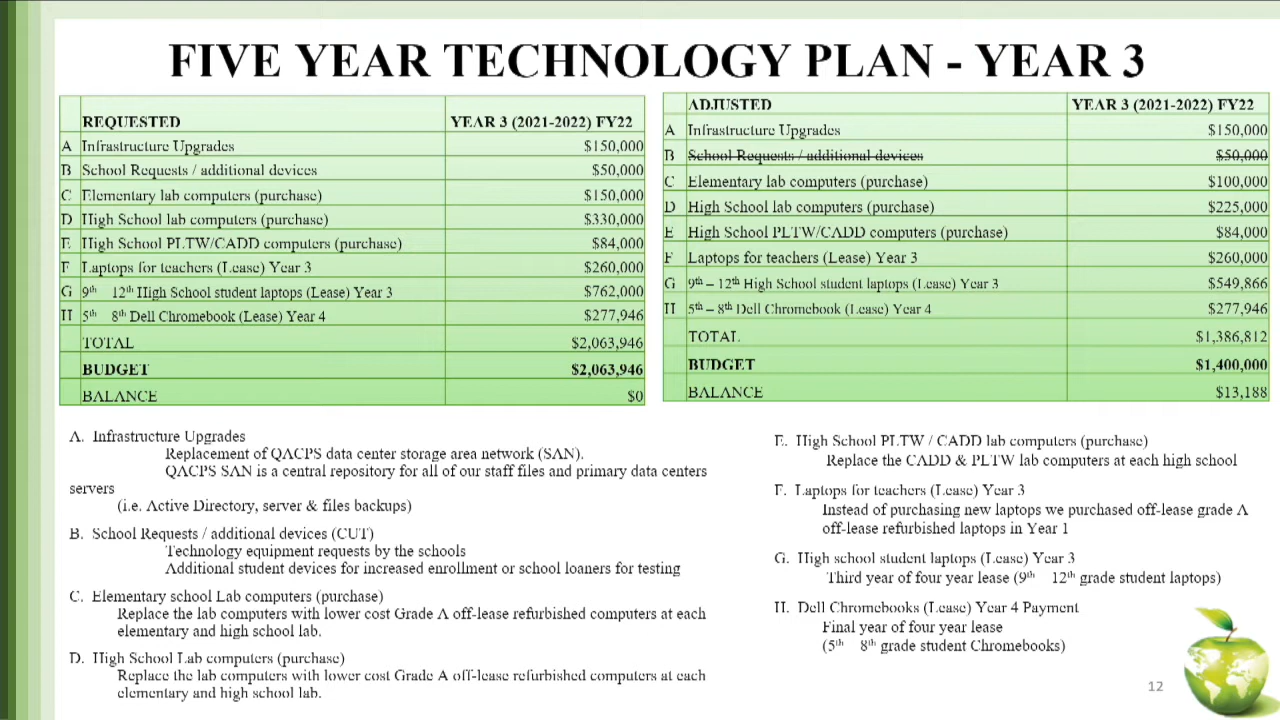 FIVE YEAR TECHNOLOGY PLAN - YEAR 3
REQUESTED YEAR 3 (2021-2022) FY22
A Infrastructure Upgrades $150,000
B School Requests / additional devices $50,000
C Elementary lab computers (purchase) $150,000
D High School lab computers (purchase) $330,000
E High School PLTW/CADD computers (purchase) $84,000
F Laptops for teachers (Lease) Year 3 $260,000
G 9th 12th High School student laptops (Lease) Year 3 $762,000
H 5th 8th Dell Chromebook (Lease) Year 4 $277,946
TOTAL $2,063,946
BUDGET $2,063,946
BALANCE $0
ADJUSTED YEAR 3 (2021-2022) FY22
A Infrastructure Upgrades $150,000
B School Requests / additional devices $50,000
C Elementary lab computers (purchase) $100,000
D High School lab computers (purchase) $225,000
E High School PLTW/CADD computers (purchase) $84,000
F Laptops for teachers (Lease) Year 3 $260,000
G 9th – 12th High School student laptops (Lease) Year 3 $549,866
H 5th – 8th Dell Chromebook (Lease) Year 4 $277,946
TOTAL $1,386,812
BUDGET $1,400,000
BALANCE $13,188
A. Infrastructure Upgrades
Replacement of QACPS data center storage area network (SAN).
QACPS SAN is a central repository for all of our staff files and primary data centers
servers
(i.e. Active Directory, server & files backups)
B. School Requests / additional devices (CUT)
Technology equipment requests by the schools
Additional student devices for increased enrollment or school loaners for testing
C. Elementary school Lab computers (purchase)
Replace the lab computers with lower cost Grade A off-lease refurbished computers at each
elementary and high school lab.
D. High School Lab computers (purchase)
Replace the lab computers with lower cost Grade A off-lease refurbished computers at each
elementary and high school lab.
E. High School PLTW / CADD lab computers (purchase)
Replace the CADD & PLTW lab computers at each high school
F. Laptops for teachers (Lease) Year 3
Instead of purchasing new laptops we purchased off-lease grade A
off-lease refurbished laptops in Year 1
G. High school student laptops (Lease) Year 3
Third year of four year lease (9th 12th grade student laptops)
H. Dell Chromebooks (Lease) Year 4 Payment
Final year of four year lease
(5th 8th grade student Chromebooks)
12